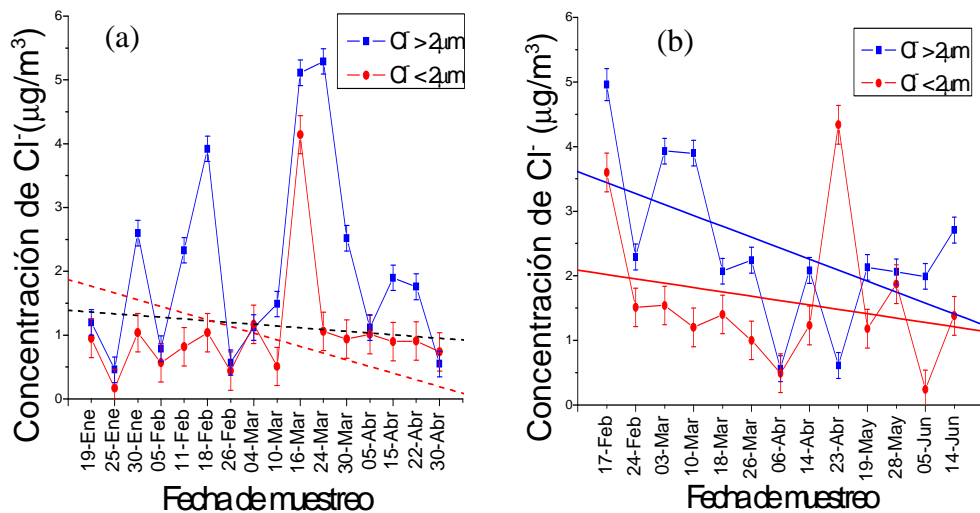 (a)
Cl⁻ >2μm
Cl⁻ <2μm
Concentración de Cl⁻(μg/m³)
6
5
4
3
2
1
0
19-Ene
25-Ene
30-Ene
05-Feb
11-Feb
18-Feb
26-Feb
04-Mar
10-Mar
16-Mar
24-Mar
30-Mar
05-Abr
15-Abr
22-Abr
30-Abr
Fecha de muestreo
(b)
Cl⁻ >2μm
Cl⁻ <2μm
Concentración de Cl⁻ (μg/m³)
6
5
4
3
2
1
0
17-Feb
24-Feb
03-Mar
10-Mar
18-Mar
26-Mar
06-Abr
14-Abr
23-Abr
19-May
28-May
05-Jun
14-Jun
Fecha de muestreo